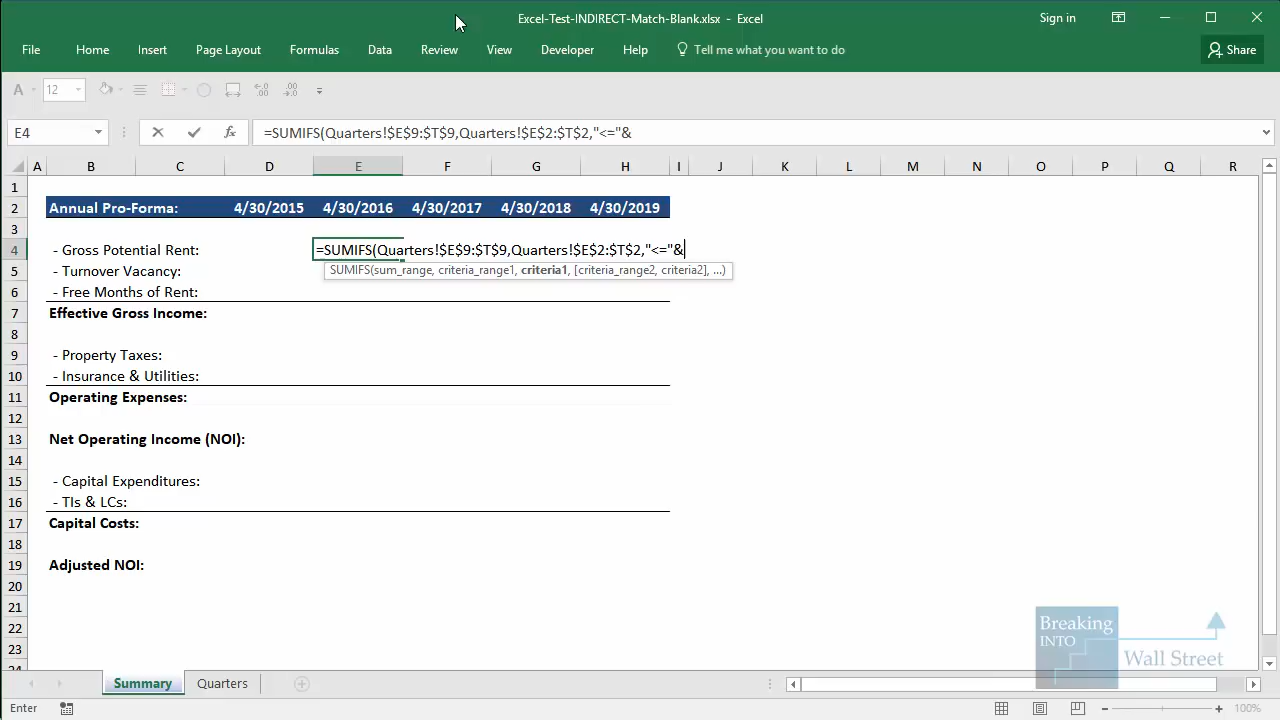 Excel-Test-INDIRECT-Match-Blank.xlsx - Excel
Sign in
File Home Insert Page Layout Formulas Data Review View Developer Help Tell me what you want to do Share
A 12
E4 fx =SUMIFS(Quarters!$E$9:$T$9,Quarters!$E$2:$T$2,"<="&
A B C D E F G H I J K L M N O P Q R
1
2 Annual Pro-Forma: 4/30/2015 4/30/2016 4/30/2017 4/30/2018 4/30/2019
3
4 - Gross Potential Rent: =SUMIFS(Quarters!$E$9:$T$9,Quarters!$E$2:$T$2,"<="&
5 - Turnover Vacancy: SUMIFS(sum_range, criteria_range1, criteria1, [criteria_range2, criteria2], ...)
6 - Free Months of Rent:
7 Effective Gross Income:
8
9 - Property Taxes:
10 - Insurance & Utilities:
11 Operating Expenses:
12
13 Net Operating Income (NOI):
14
15 - Capital Expenditures:
16 - TIs & LCs:
17 Capital Costs:
18
19 Adjusted NOI:
20
21
22
23
24
Breaking
INTO
Wall Street
Summary Quarters
Enter 100%